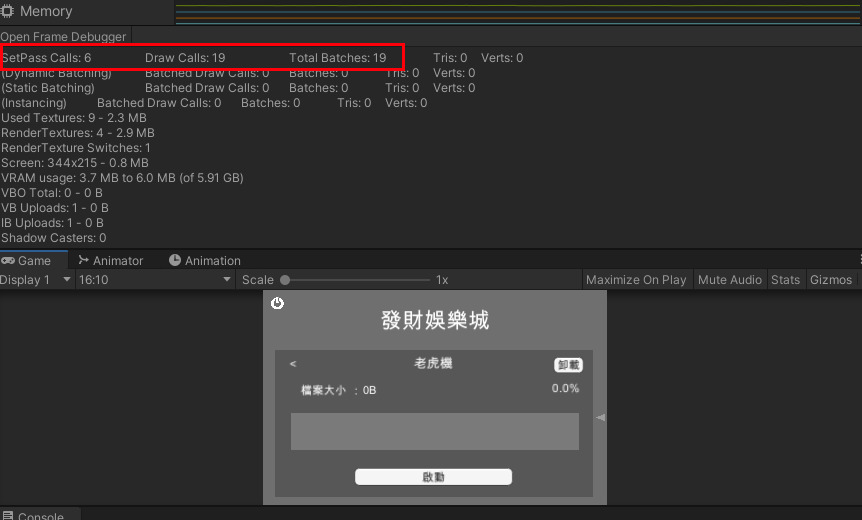 Memory
Open Frame Debugger
SetPass Calls: 6 Draw Calls: 19 Total Batches: 19 Tris: 0 Verts: 0
(Dynamic Batching) Batched Draw Calls: 0 Batches: 0 Tris: 0 Verts: 0
(Static Batching) Batched Draw Calls: 0 Batches: 0 Tris: 0 Verts: 0
(Instancing) Batched Draw Calls: 0 Batches: 0 Tris: 0 Verts: 0
Used Textures: 9 - 2.3 MB
RenderTextures: 4 - 2.9 MB
RenderTexture Switches: 1
Screen: 344x215 - 0.8 MB
VRAM usage: 3.7 MB to 6.0 MB (of 5.91 GB)
VBO Total: 0 - 0 B
VB Uploads: 1 - 0 B
IB Uploads: 1 - 0 B
Shadow Casters: 0
Game Animator Animation
Display 1 16:10 Scale 1x Maximize On Play Mute Audio Stats Gizmos
發財娛樂城
< 老虎機 卸載
檔案大小 : 0B 0.0%
啟動
Console